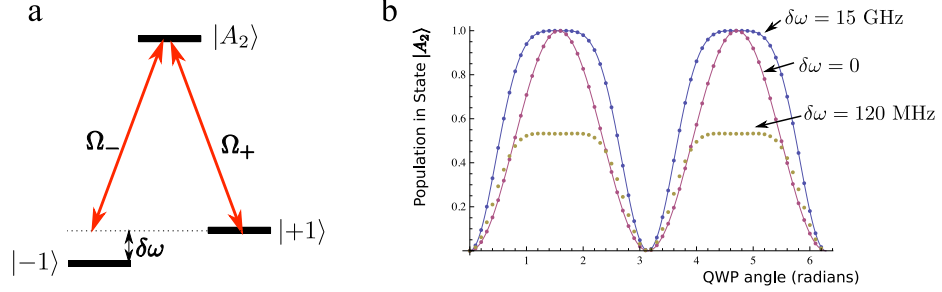 a
|A₂⟩
Ω₋
Ω₊
|+1⟩
|−1⟩
δω
b
Population in State |A₂⟩
1.0
0.8
0.6
0.4
0.2
0
1
2
3
4
5
6
QWP angle (radians)
δω = 15 GHz
δω = 0
δω = 120 MHz